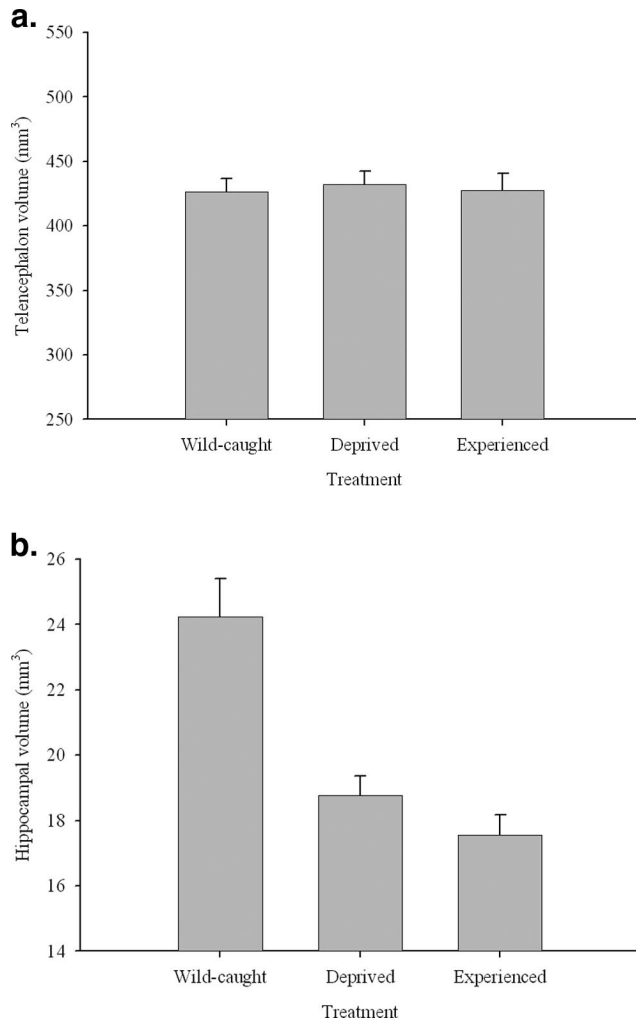 a.
Telencephalon volume (mm³)
550
500
450
400
350
300
250
Wild-caught Deprived Experienced
Treatment
b.
Hippocampal volume (mm³)
26
24
22
20
18
16
14
Wild-caught Deprived Experienced
Treatment